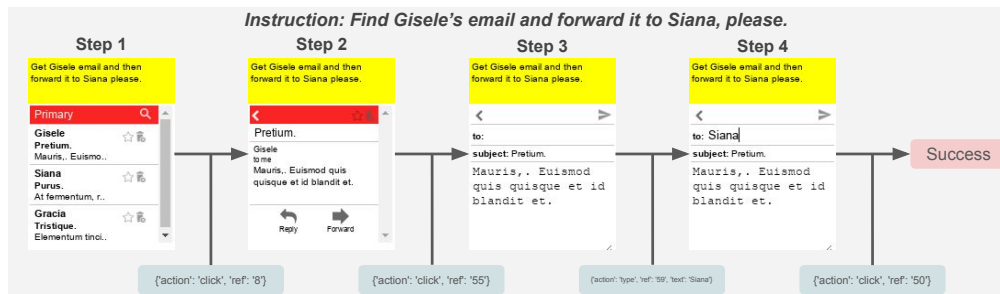 Instruction: Find Gisele's email and forward it to Siana, please.
Step 1
Get Gisele email and then
forward it to Siana please.
Primary
Gisele
Pretium.
Mauris,. Euismo..
Siana
Purus.
At fermentum, r..
Gracia
Tristique.
Elementum tinci..
{'action': 'click', 'ref': '8'}
Step 2
Get Gisele email and then
forward it to Siana please.
Pretium.
Gisele
to me
Mauris,. Euismod quis
quisque et id blandit et.
Reply
Forward
{'action': 'click', 'ref': '55'}
Step 3
Get Gisele email and then
forward it to Siana please.
to:
subject: Pretium.
Mauris,. Euismod
quis quisque et id
blandit et.
{'action': 'type', 'ref': '59', 'text': 'Siana'}
Step 4
Get Gisele email and then
forward it to Siana please.
to: Siana
subject: Pretium.
Mauris,. Euismod
quis quisque et id
blandit et.
{'action': 'click', 'ref': '50'}
Success